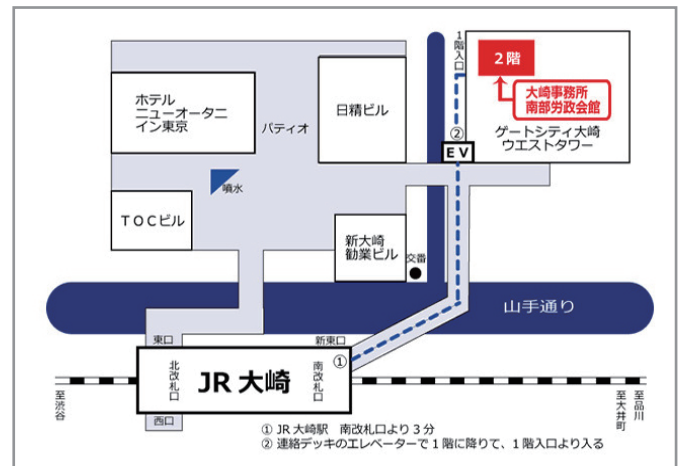 1階入口
2階
大崎事務所
南部労政会館
ゲートシティ大崎
ウエストタワー
②
EV
ホテル
ニューオータニ
イン東京
パティオ
日精ビル
噴水
TOCビル
新大崎
勧業ビル
交番
山手通り
東口
新東口
北改札口
JR 大崎
南改札口
①
西口
至渋谷
至大井町
至品川
① JR 大崎駅 南改札口より 3 分
② 連絡デッキのエレベーターで 1 階に降りて、1 階入口より入る